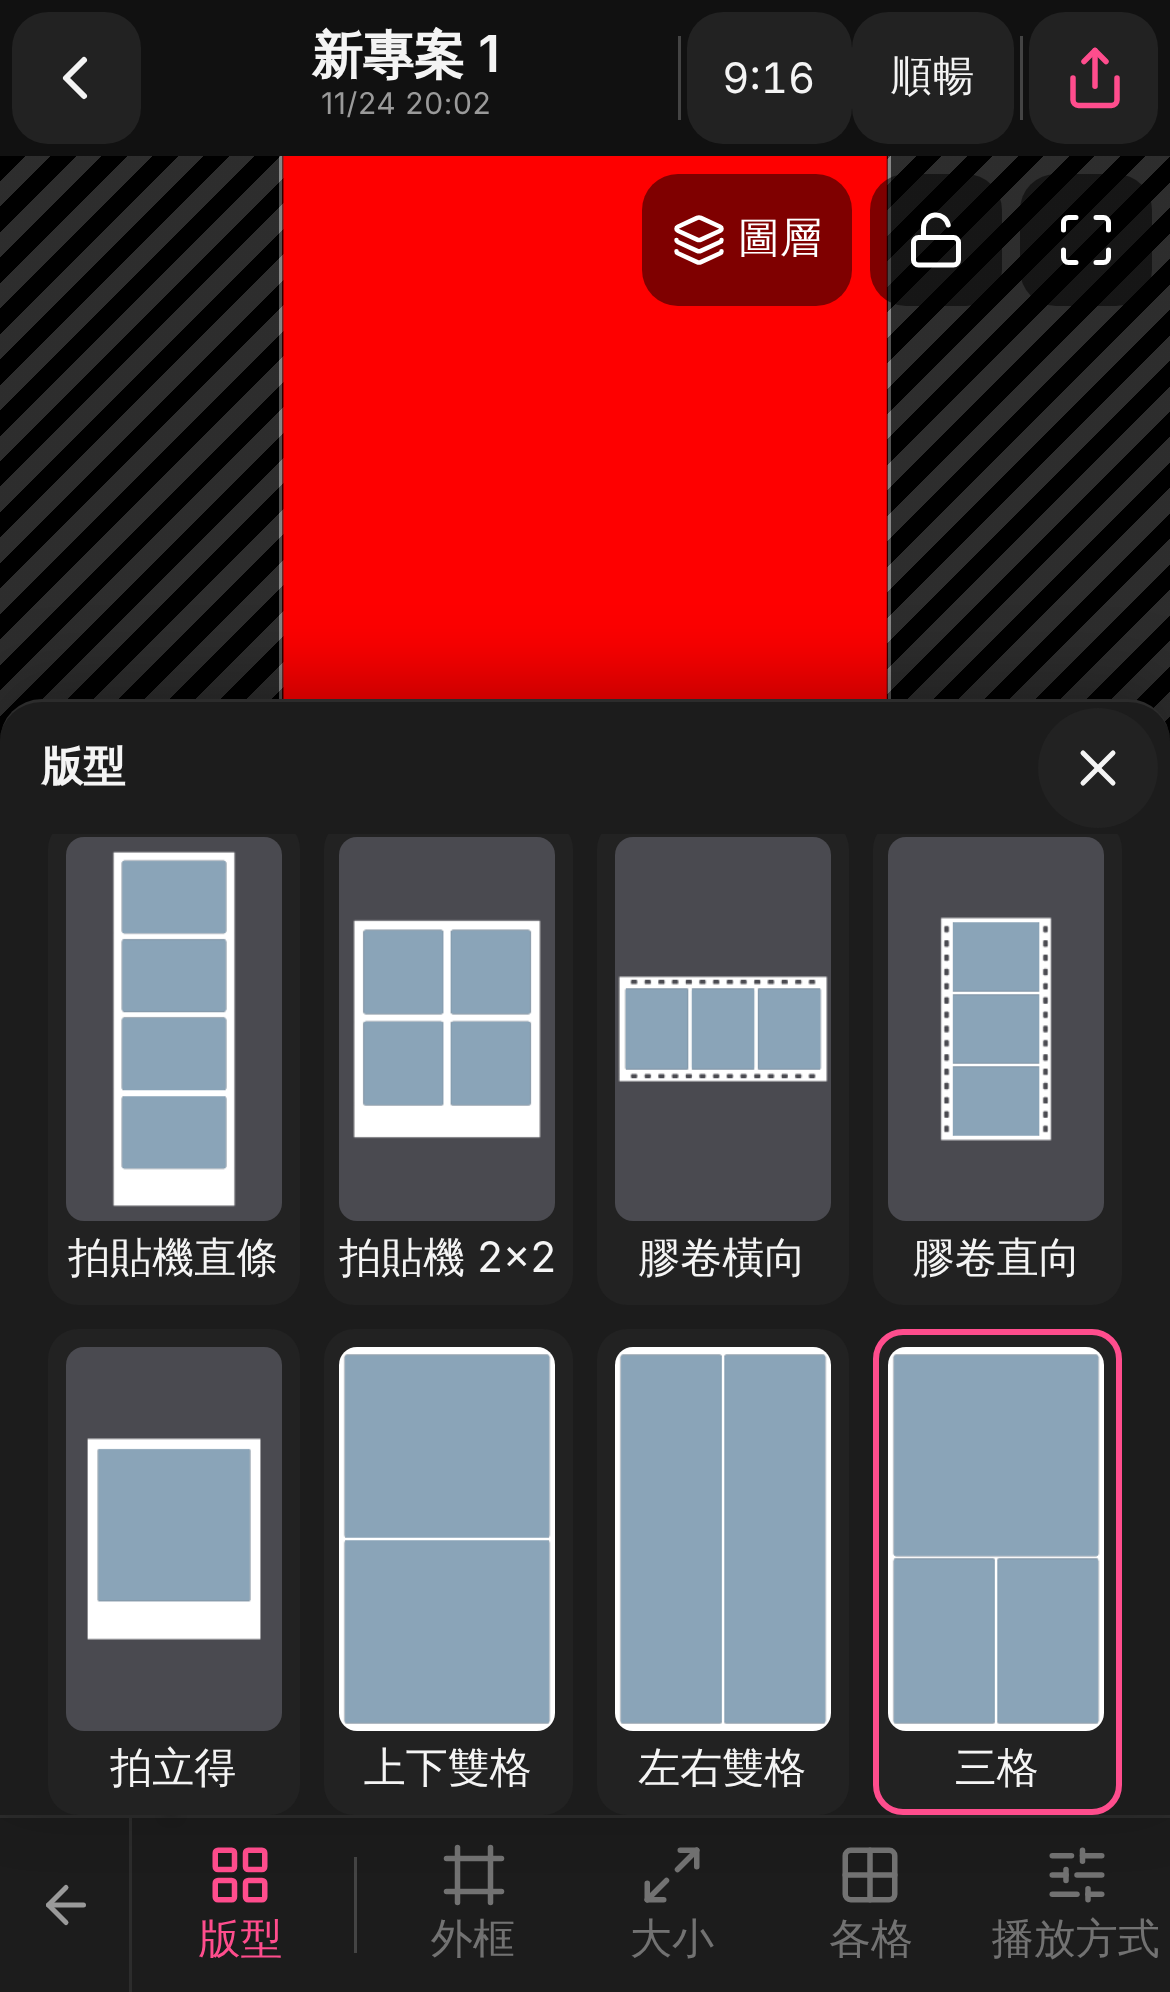 新專案 1
11/24 20:02
9:16
順暢
圖層
版型
拍貼機直條
拍貼機 2×2
膠卷橫向
膠卷直向
拍立得
上下雙格
左右雙格
三格
版型
外框
大小
各格
播放方式